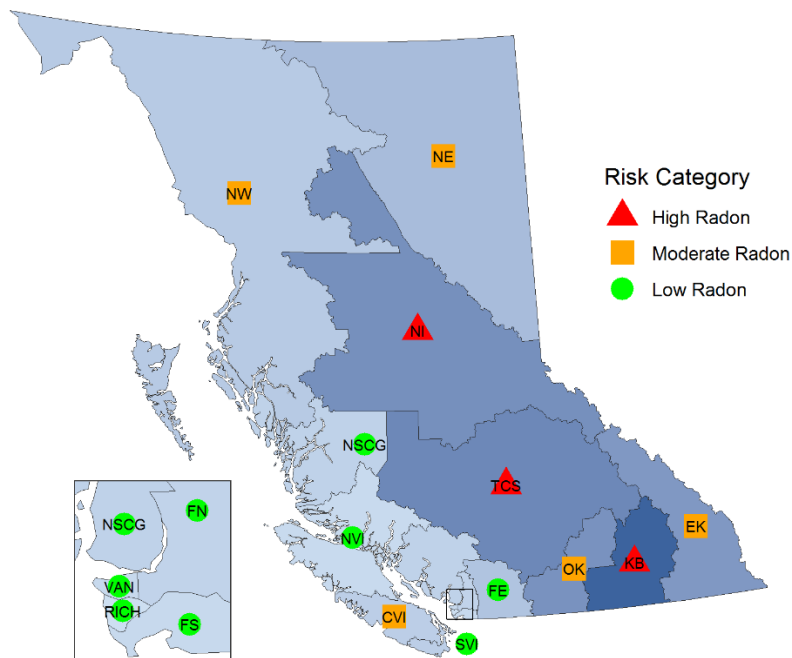 NE
NW
Risk Category
High Radon
Moderate Radon
Low Radon
NI
NSCG
TCS
NSCG
FN
NVI
EK
OK
KB
VAN
FE
RICH
FS
CVI
SVI